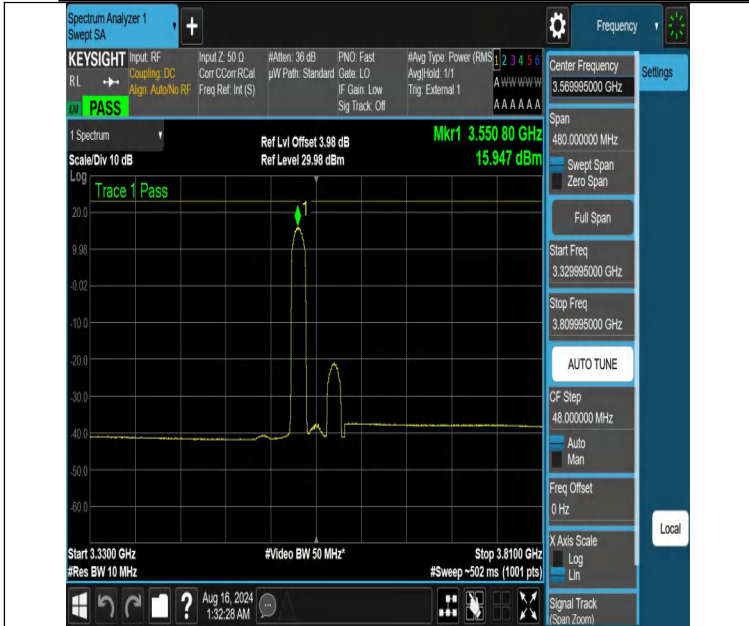 Spectrum Analyzer 1
Swept SA
+
Frequency
KEYSIGHT
RL
PASS
Input: RF
Coupling: DC
Align: Auto/No RF
Input Z: 50 Ω
Corr CCorr RCal
Freq Ref: Int (S)
#Atten: 36 dB
µW Path: Standard
PNO: Fast
Gate: LO
IF Gain: Low
Sig Track: Off
#Avg Type: Power (RMS
Avg|Hold: 1/1
Trig: External 1
1 2 3 4 5 6
A W W W W W
A A A A A A
Center Frequency
3.569995000 GHz
Settings
Span
480.000000 MHz
Swept Span
Zero Span
Full Span
Start Freq
3.329995000 GHz
Stop Freq
3.809995000 GHz
AUTO TUNE
CF Step
48.000000 MHz
Auto
Man
Freq Offset
0 Hz
X Axis Scale
Log
Lin
Signal Track
(Span Zoom)
Local
1 Spectrum
Scale/Div 10 dB
Log
Ref Lvl Offset 3.98 dB
Ref Level 29.98 dBm
Mkr1 3.550 80 GHz
15.947 dBm
Trace 1 Pass
1
20.0
9.98
-0.02
-10.0
-20.0
-30.0
-40.0
-50.0
-60.0
Start 3.3300 GHz
#Res BW 10 MHz
#Video BW 50 MHz*
Stop 3.8100 GHz
#Sweep ~502 ms (1001 pts)
?
Aug 16, 2024
1:32:28 AM